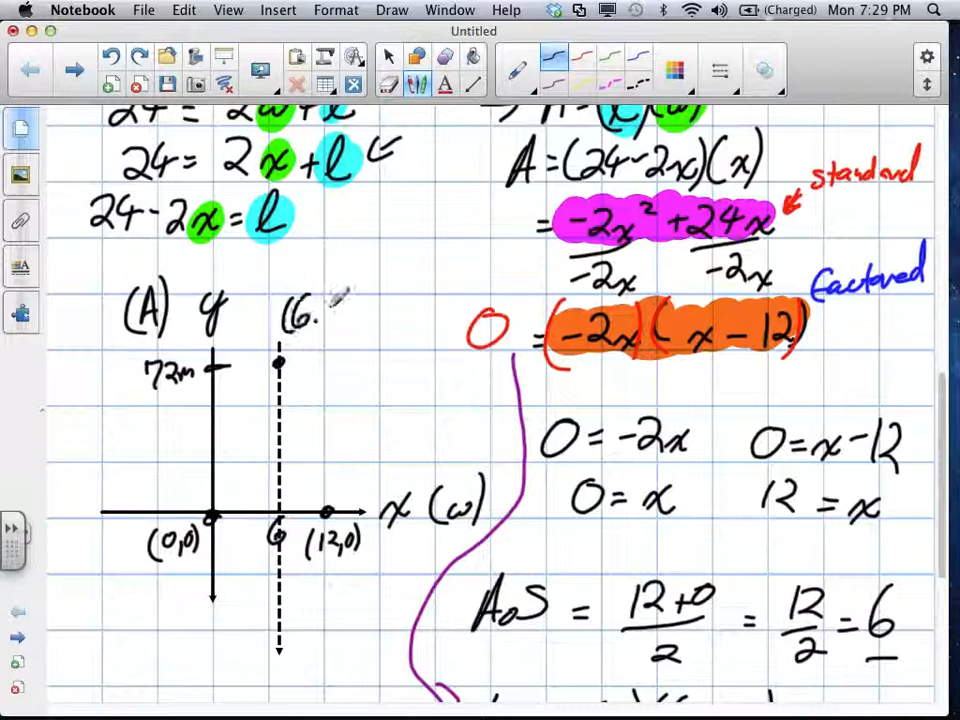 Notebook File Edit View Insert Format Draw Window Help (Charged) Mon 7:29 PM
Untitled
24 = 2w+l
24 = 2x + l
24-2x = l
A = (l)(w)
A = (24-2x)(x)
= -2x² + 24x
standard
-2x -2x
0 = (-2x)(x - 12)
factored
(A) y (6.
72m
x (w)
(0,0) 6 (12,0)
0 = -2x 0 = x-12
0 = x 12 = x
AoS = 12+0 / 2 = 12 / 2 = 6